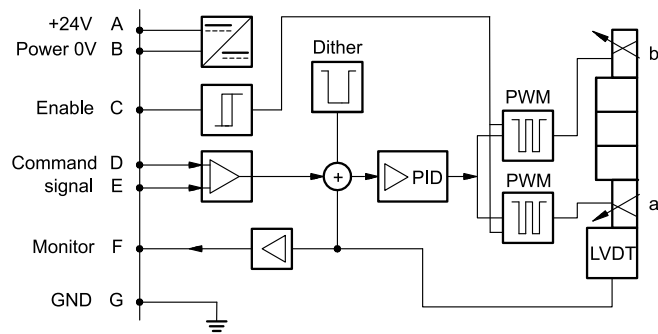 +24V A
Power 0V B
Dither
b
Enable C
PWM
Command D
signal E
PID
PWM
a
Monitor F
LVDT
GND G